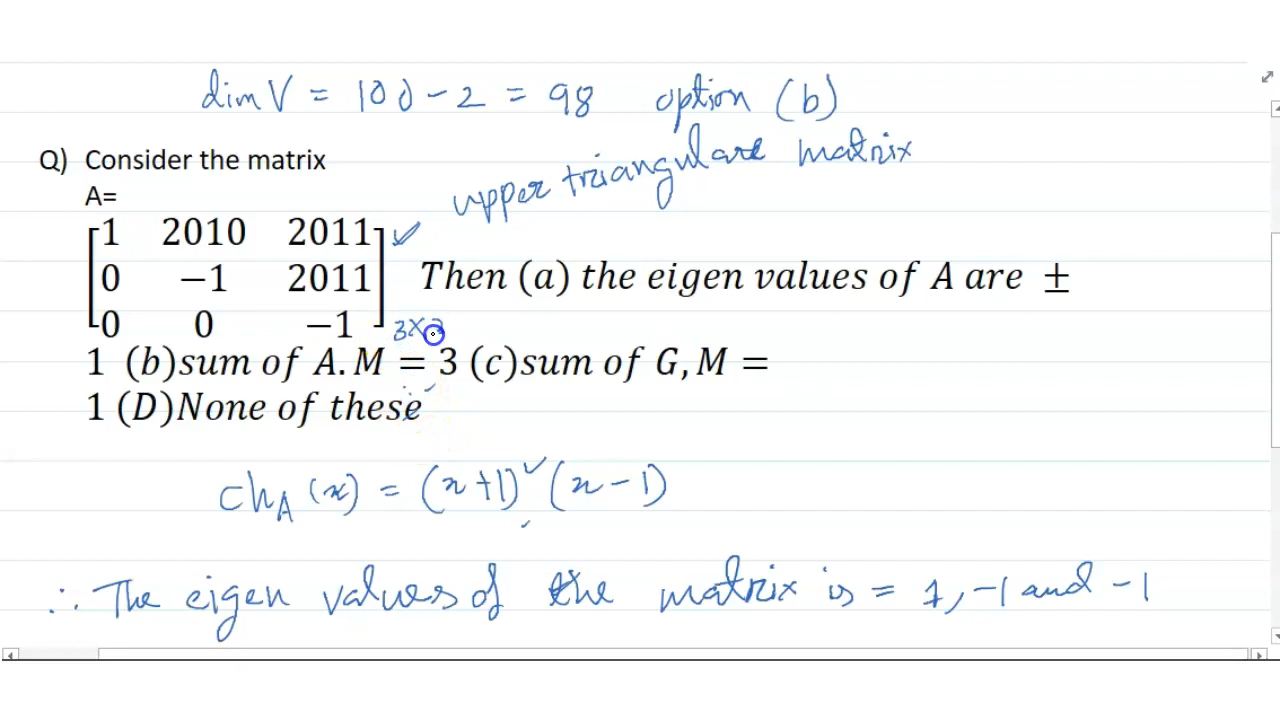 dim V = 100 - 2 = 98 option (b)
Q) Consider the matrix
upper triangulare matrix
A=
1 2010 2011
0 −1 2011 Then (a) the eigen values of A are ±
0 0 −1
3×3
1 (b)sum of A.M = 3 (c)sum of G,M =
1 (D)None of these
ChA (x) = (x+1)² (x-1)
∴ The eigen values of the matrix is = 1, -1 and -1